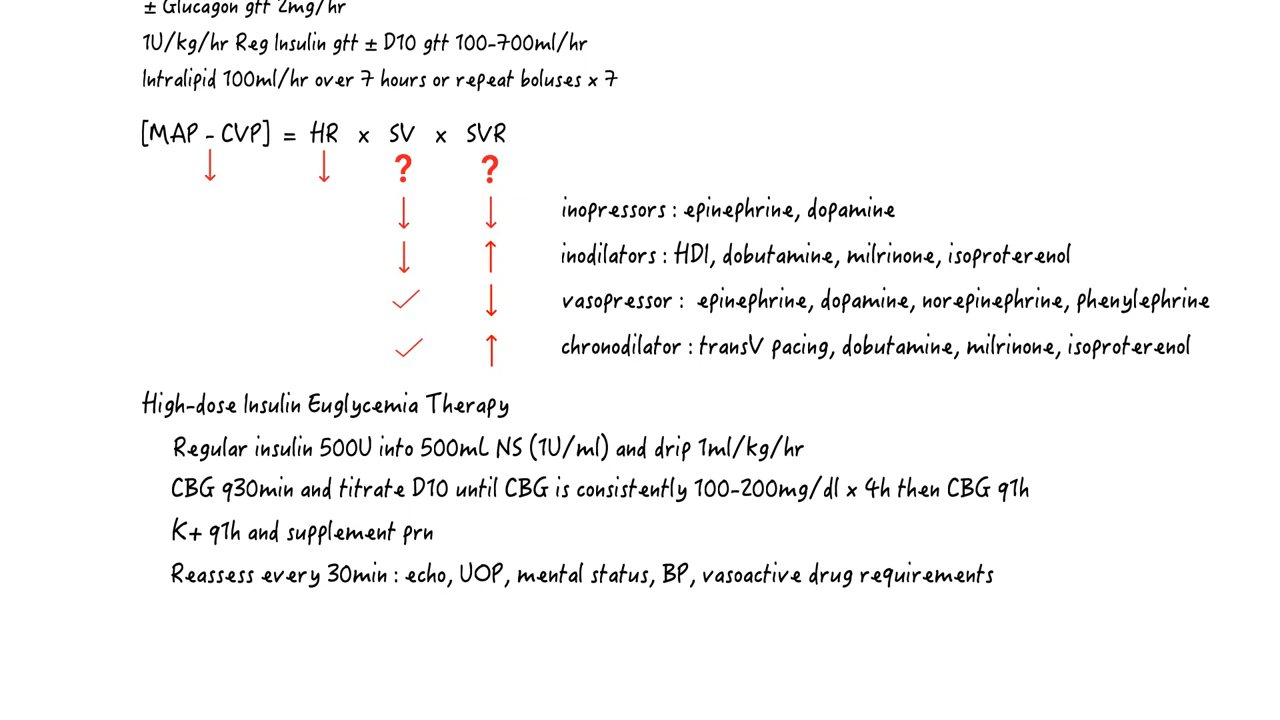 ± Glucagon gtt 2mg/hr
1U/kg/hr Reg Insulin gtt ± D10 gtt 100-700ml/hr
Intralipid 100ml/hr over 7 hours or repeat boluses x 7
[MAP - CVP] = HR x SV x SVR
↓ ↓ ? ?
↓ ↓ inopressors : epinephrine, dopamine
↓ ↑ inodilators : HDI, dobutamine, milrinone, isoproterenol
✓ ↓ vasopressor : epinephrine, dopamine, norepinephrine, phenylephrine
✓ ↑ chronodilator : transV pacing, dobutamine, milrinone, isoproterenol
High-dose Insulin Euglycemia Therapy
Regular insulin 500U into 500mL NS (1U/ml) and drip 1ml/kg/hr
CBG q30min and titrate D10 until CBG is consistently 100-200mg/dl x 4h then CBG q1h
K+ q1h and supplement prn
Reassess every 30min : echo, UOP, mental status, BP, vasoactive drug requirements